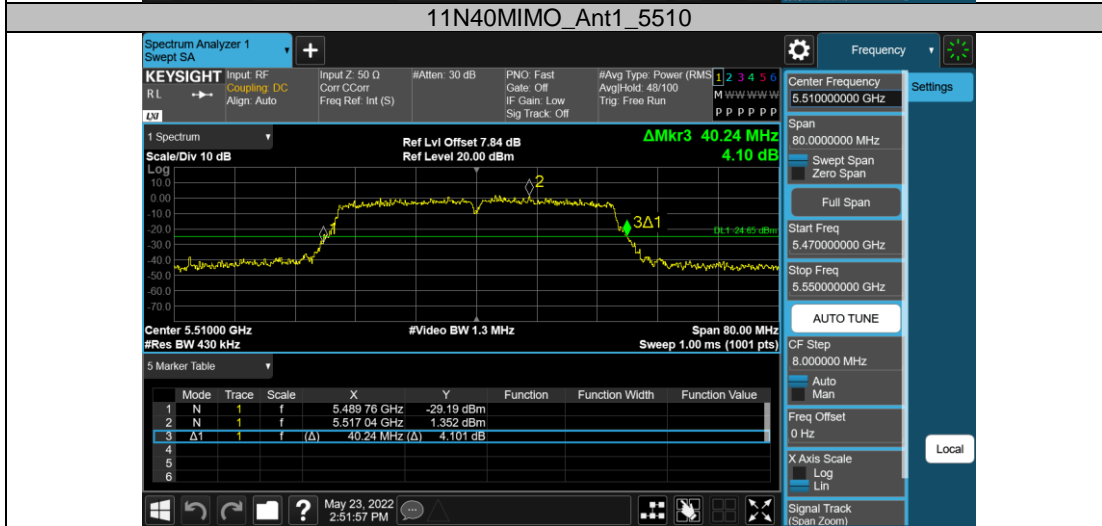 11N40MIMO_Ant1_5510
Spectrum Analyzer 1
Swept SA
Frequency
KEYSIGHT
R L
LXI
Input: RF
Coupling: DC
Align: Auto
Input Z: 50 Ω
Corr CCorr
Freq Ref: Int (S)
#Atten: 30 dB
PNO: Fast
Gate: Off
IF Gain: Low
Sig Track: Off
#Avg Type: Power (RMS
Avg|Hold: 48/100
Trig: Free Run
1 2 3 4 5 6
M W W W W W
P P P P P P
1 Spectrum
Scale/Div 10 dB
Ref Lvl Offset 7.84 dB
Ref Level 20.00 dBm
ΔMkr3 40.24 MHz
4.10 dB
Log
10.0
0.00
-10.0
-20.0
-30.0
-40.0
-50.0
-60.0
-70.0
1
2
3Δ1
DL1 -24.65 dBm
Center 5.51000 GHz
#Res BW 430 kHz
#Video BW 1.3 MHz
Span 80.00 MHz
Sweep 1.00 ms (1001 pts)
5 Marker Table
Mode Trace Scale X Y Function Function Width Function Value
1 N 1 f 5.489 76 GHz -29.19 dBm
2 N 1 f 5.517 04 GHz 1.352 dBm
3 Δ1 1 f (Δ) 40.24 MHz (Δ) 4.101 dB
4
5
6
May 23, 2022
2:51:57 PM
Center Frequency
5.510000000 GHz
Span
80.0000000 MHz
Swept Span
Zero Span
Full Span
Start Freq
5.470000000 GHz
Stop Freq
5.550000000 GHz
AUTO TUNE
CF Step
8.000000 MHz
Auto
Man
Freq Offset
0 Hz
X Axis Scale
Log
Lin
Signal Track
(Span Zoom)
Settings
Local